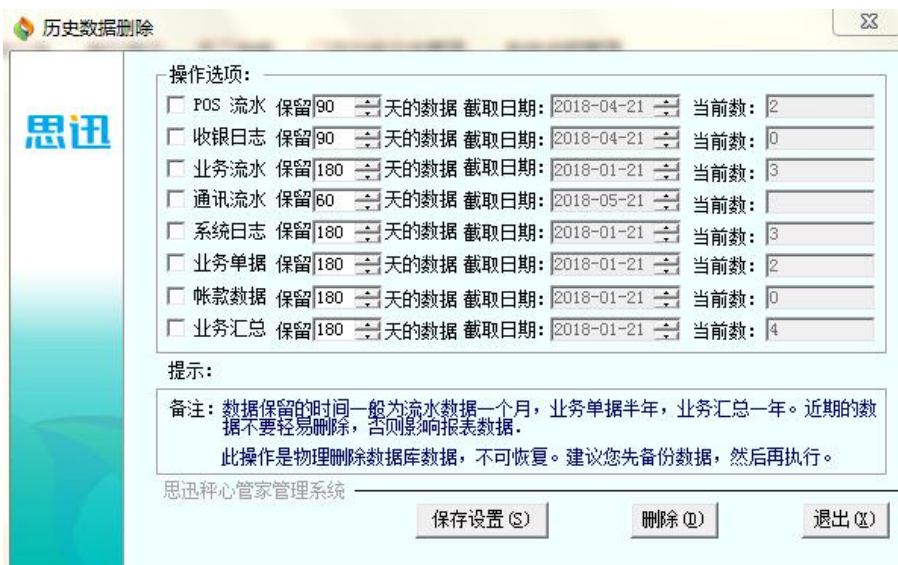 历史数据删除
思迅
操作选项：
POS 流水 保留 90 天的数据 截取日期： 2018-04-21 当前数： 2
收银日志 保留 90 天的数据 截取日期： 2018-04-21 当前数： 0
业务流水 保留 180 天的数据 截取日期： 2018-01-21 当前数： 3
通讯流水 保留 60 天的数据 截取日期： 2018-05-21 当前数：
系统日志 保留 180 天的数据 截取日期： 2018-01-21 当前数： 3
业务单据 保留 180 天的数据 截取日期： 2018-01-21 当前数： 2
帐款数据 保留 180 天的数据 截取日期： 2018-01-21 当前数： 0
业务汇总 保留 180 天的数据 截取日期： 2018-01-21 当前数： 4
提示：
备注：数据保留的时间一般为流水数据一个月，业务单据半年，业务汇总一年。近期的数
据不要轻易删除，否则影响报表数据.
此操作是物理删除数据库数据，不可恢复。建议您先备份数据，然后再执行。
思迅秤心管家管理系统
保存设置(S) 删除(D) 退出(X)